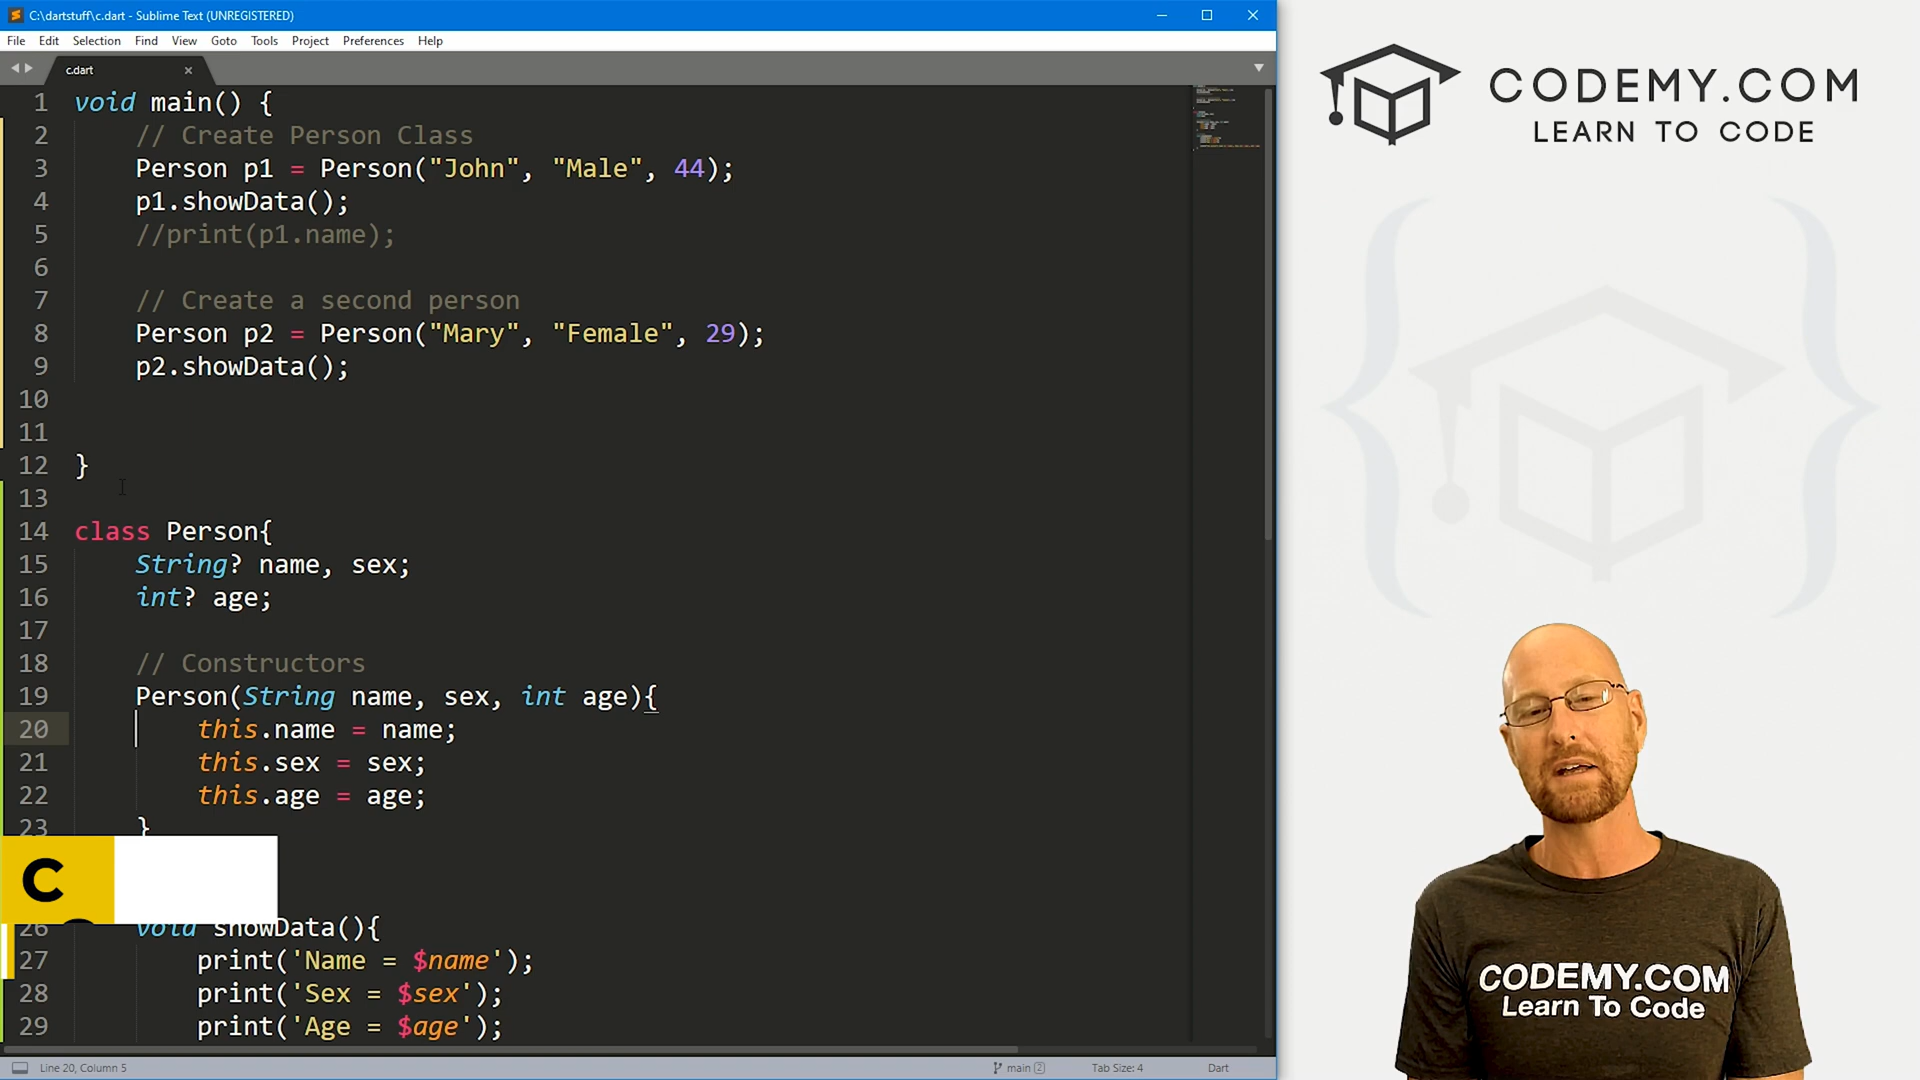 C:\dartstuff\c.dart - Sublime Text (UNREGISTERED)
File Edit Selection Find View Goto Tools Project Preferences Help
c.dart
1 void main() {
2 // Create Person Class
3 Person p1 = Person("John", "Male", 44);
4 p1.showData();
5 //print(p1.name);
6
7 // Create a second person
8 Person p2 = Person("Mary", "Female", 29);
9 p2.showData();
10
11
12 }
13
14 class Person{
15 String? name, sex;
16 int? age;
17
18 // Constructors
19 Person(String name, sex, int age){
20 this.name = name;
21 this.sex = sex;
22 this.age = age;
23 }
C
26 void showData(){
27 print('Name = $name');
28 print('Sex = $sex');
29 print('Age = $age');
Line 20, Column 5
main 2
Tab Size: 4
Dart
CODEMY.COM
LEARN TO CODE
CODEMY.COM
Learn To Code